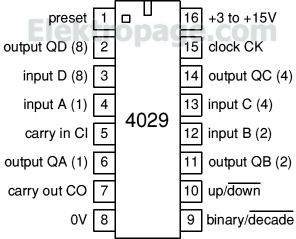 Elektropage.com
preset 1 16 +3 to +15V
output QD (8) 2 15 clock CK
input D (8) 3 14 output QC (4)
input A (1) 4 13 input C (4)
4029
carry in CI 5 12 input B (2)
output QA (1) 6 11 output QB (2)
carry out CO 7 10 up/down
0V 8 9 binary/decade